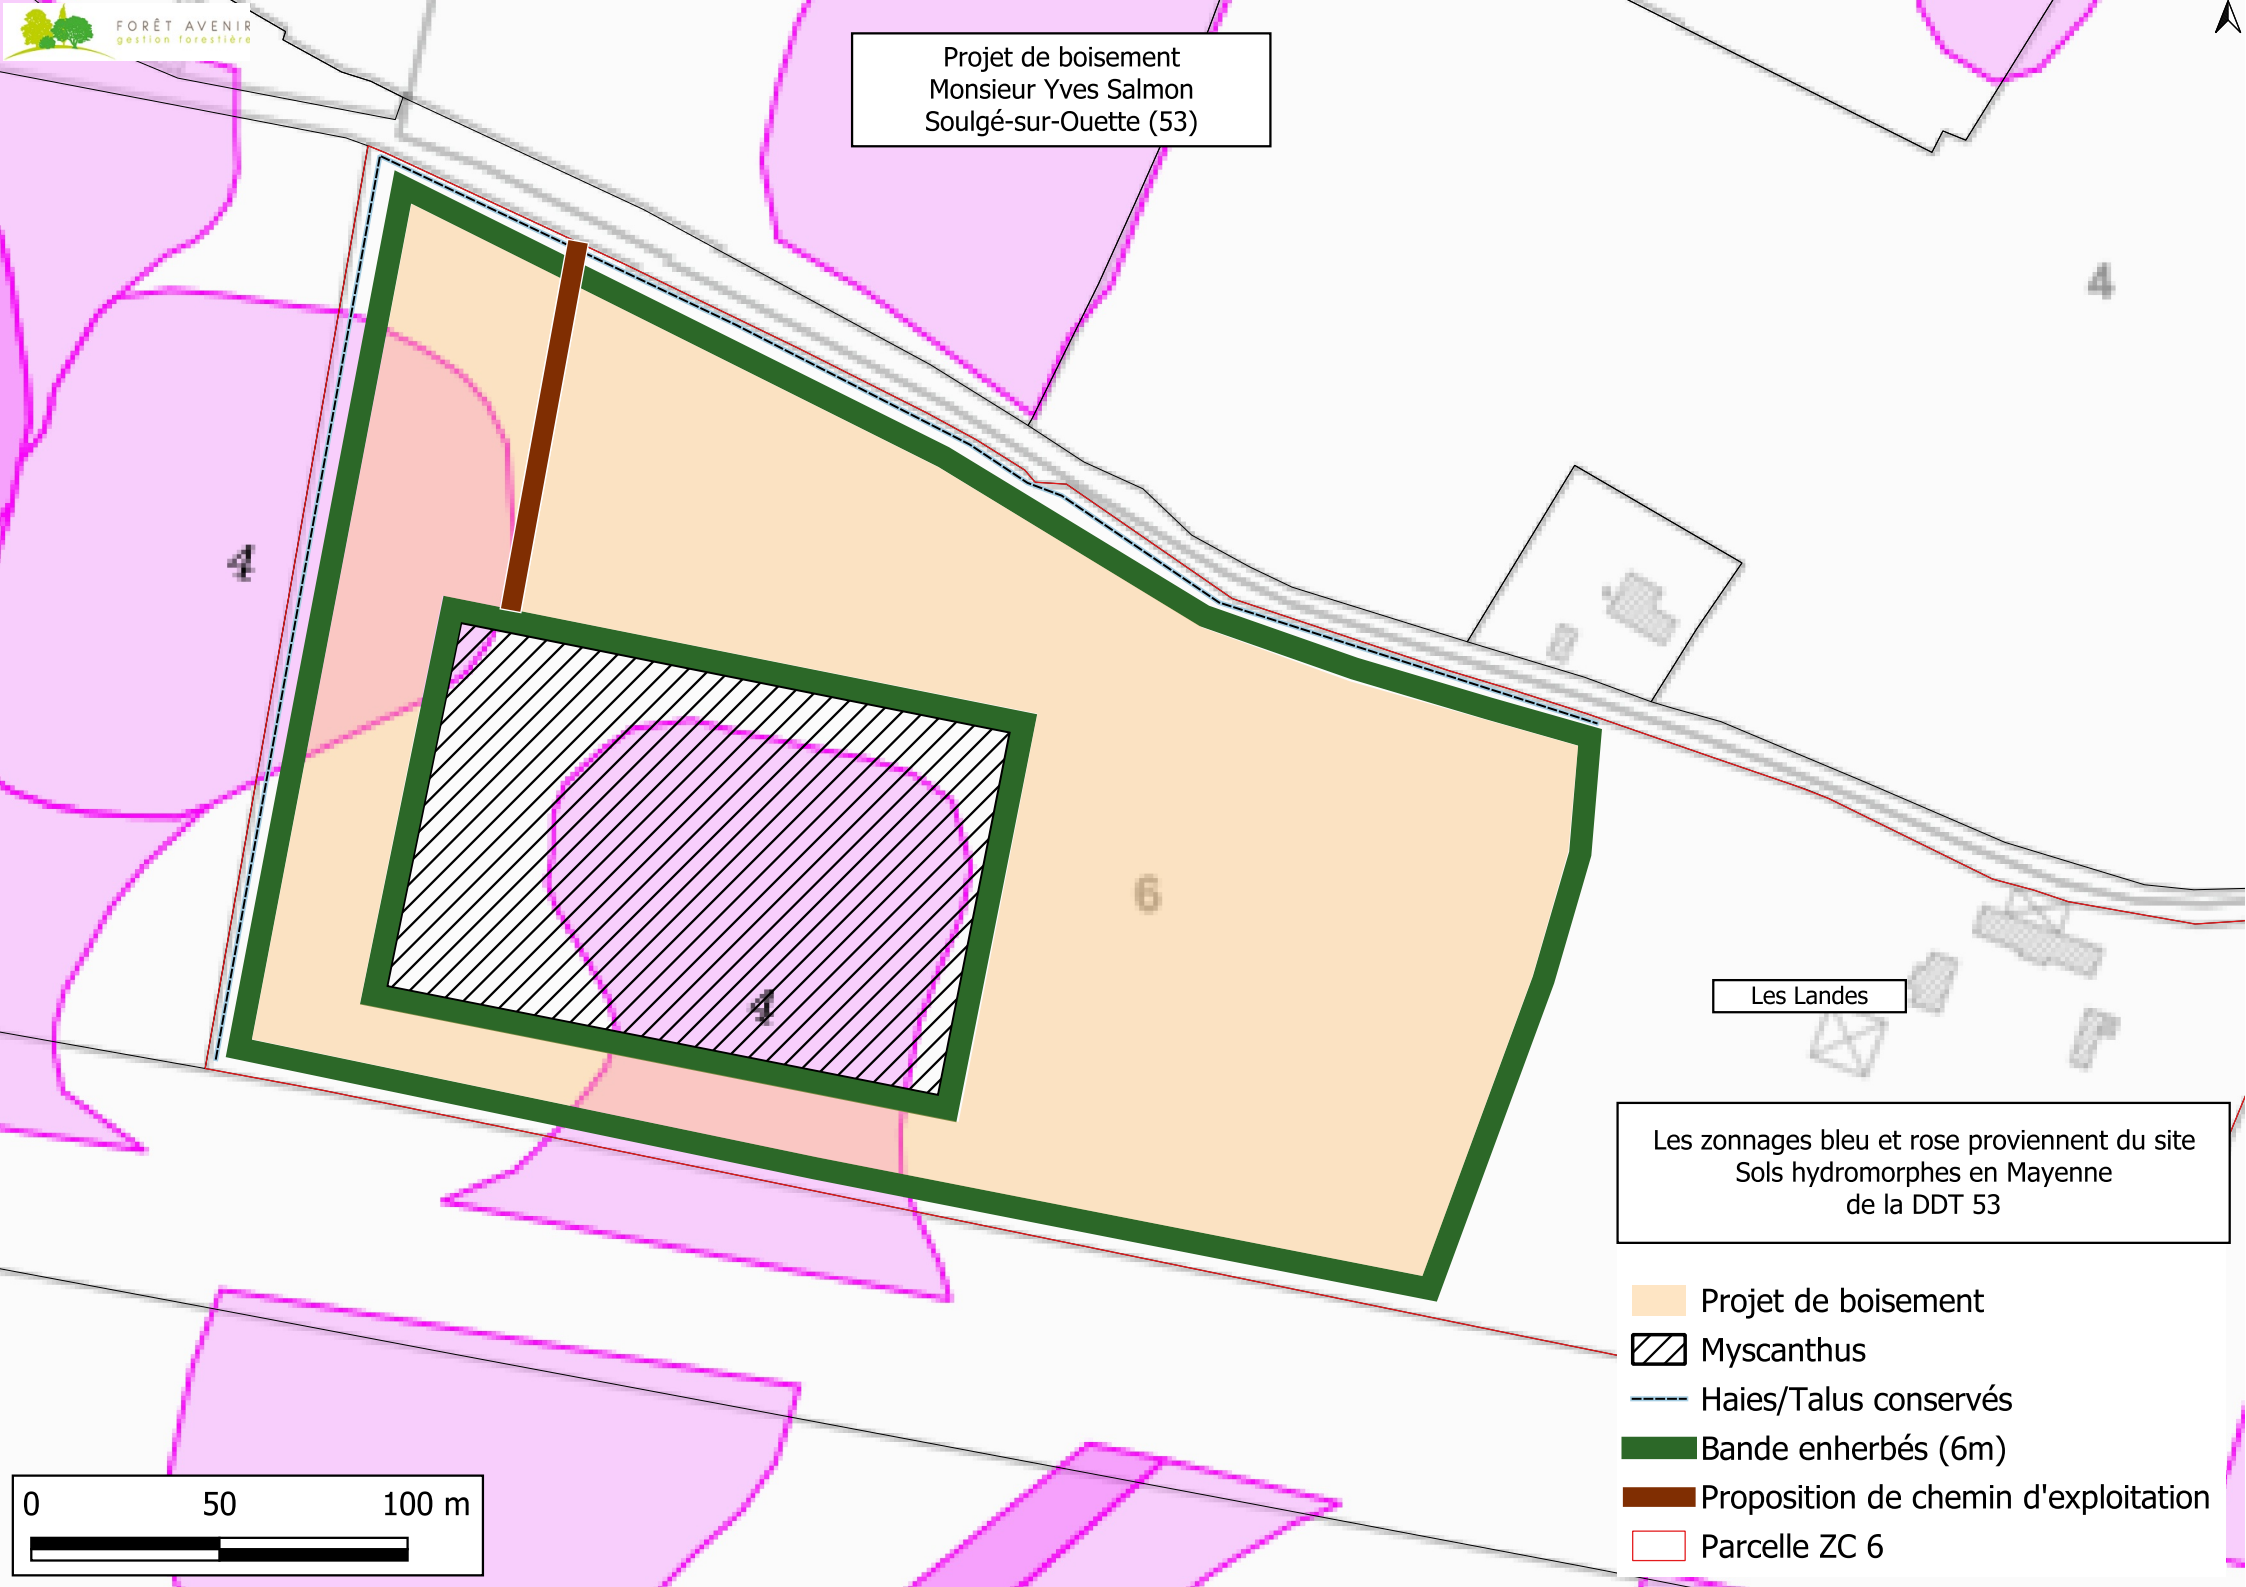 FORÊT AVENIR
gestion forestière
Projet de boisement
Monsieur Yves Salmon
Soulgé-sur-Ouette (53)
4
4
6
4
Les Landes
Les zonnages bleu et rose proviennent du site
Sols hydromorphes en Mayenne
de la DDT 53
Projet de boisement
Myscanthus
Haies/Talus conservés
Bande enherbés (6m)
Proposition de chemin d'exploitation
Parcelle ZC 6
0 50 100 m